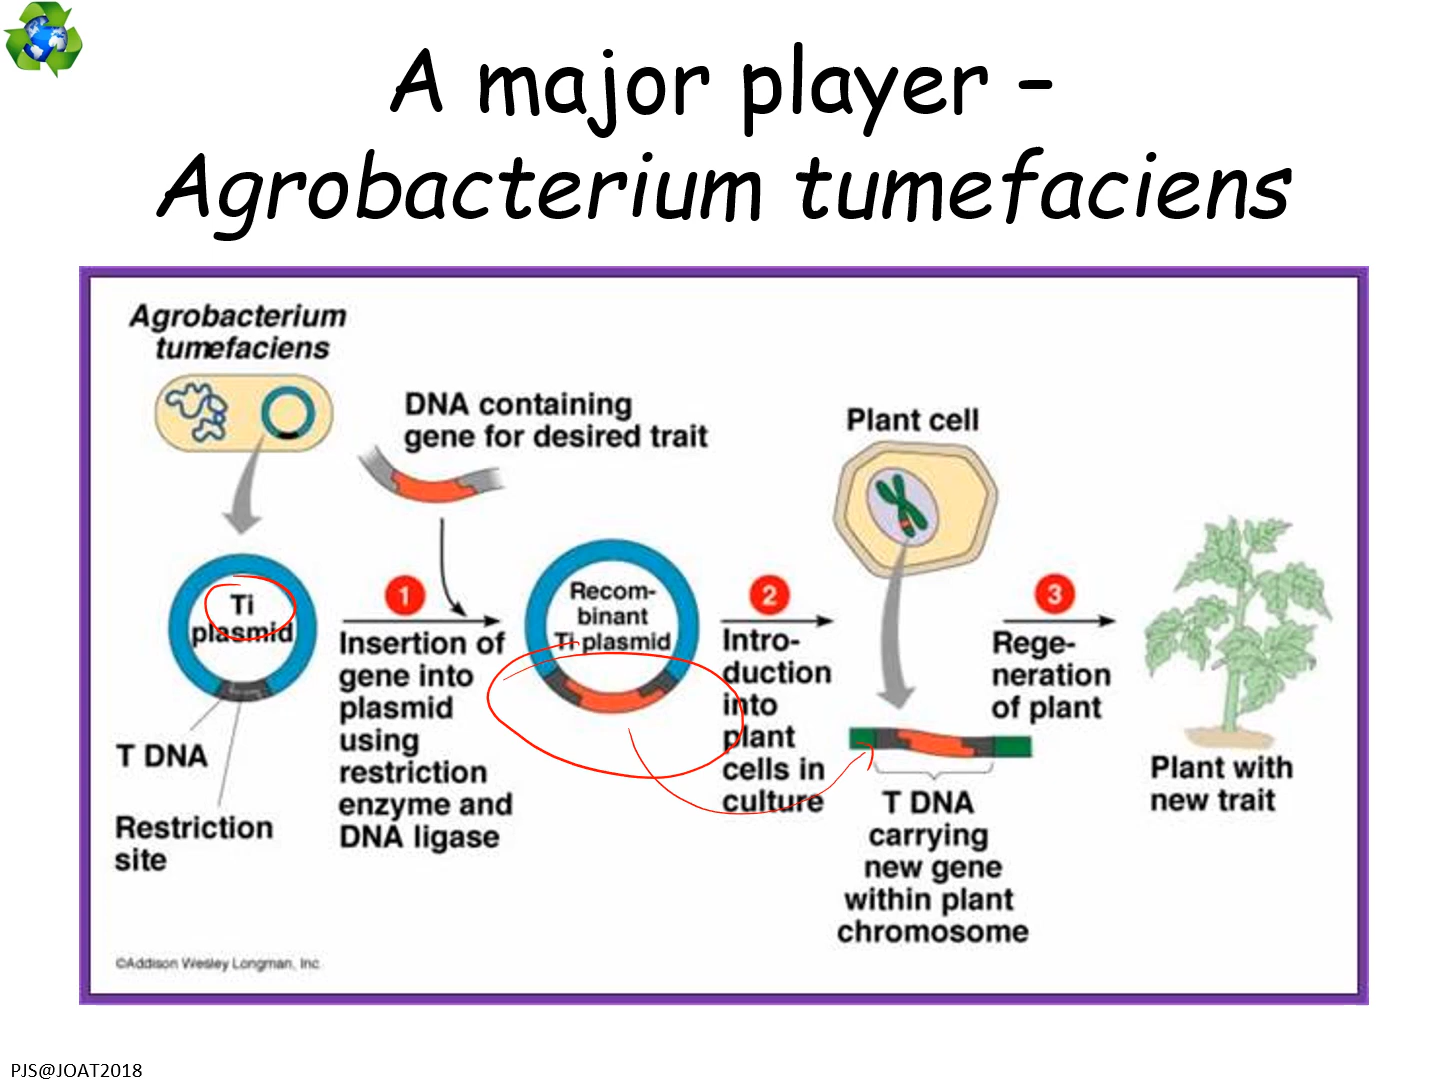 A major player –
Agrobacterium tumefaciens
Agrobacterium
tumefaciens
DNA containing
gene for desired trait
Plant cell
Ti
plasmid
T DNA
Restriction
site
1
Insertion of
gene into
plasmid
using
restriction
enzyme and
DNA ligase
Recom-
binant
Ti plasmid
2
Intro-
duction
into
plant
cells in
culture
T DNA
carrying
new gene
within plant
chromosome
3
Rege-
neration
of plant
Plant with
new trait
©Addison Wesley Longman, Inc.
PJS@JOAT2018